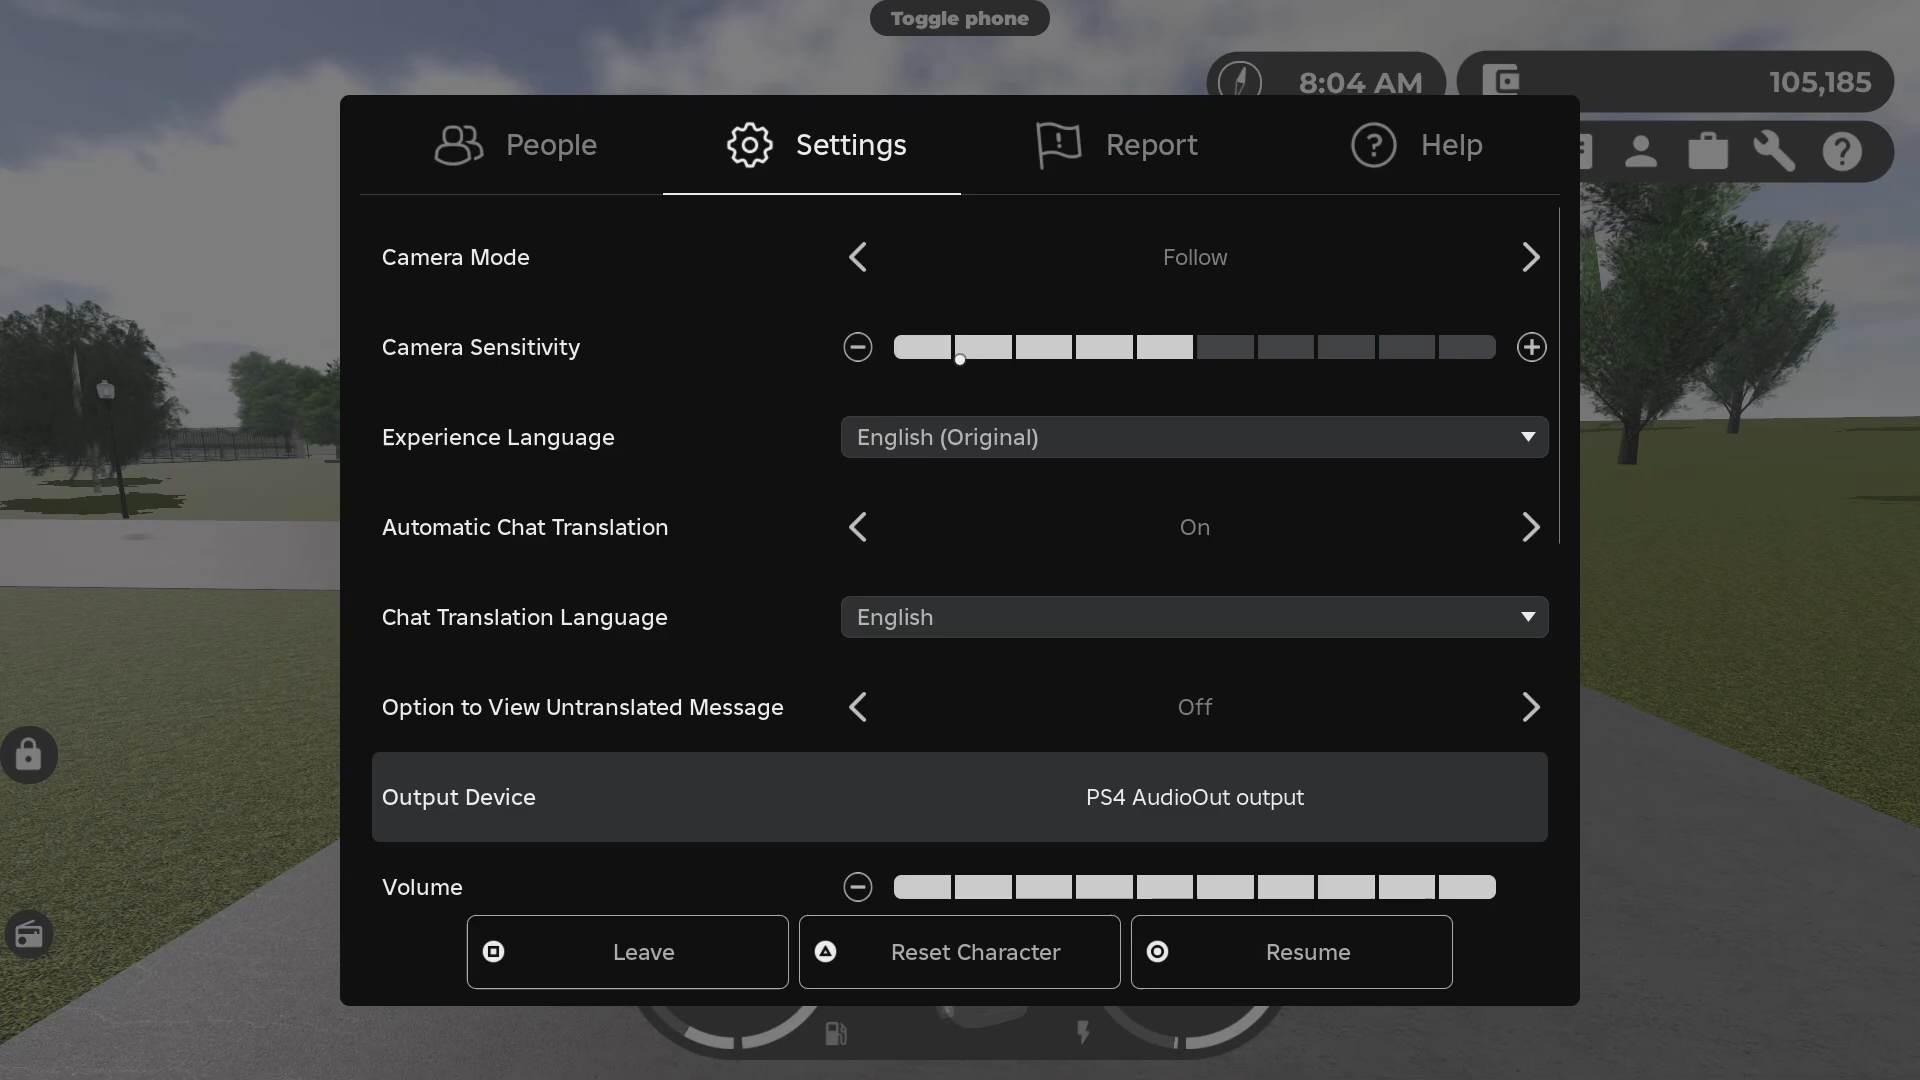 Toggle phone
8:04 AM
105,185
People
Settings
Report
Help
Camera Mode
Follow
Camera Sensitivity
Experience Language
English (Original)
Automatic Chat Translation
On
Chat Translation Language
English
Option to View Untranslated Message
Off
Output Device
PS4 AudioOut output
Volume
Leave
Reset Character
Resume